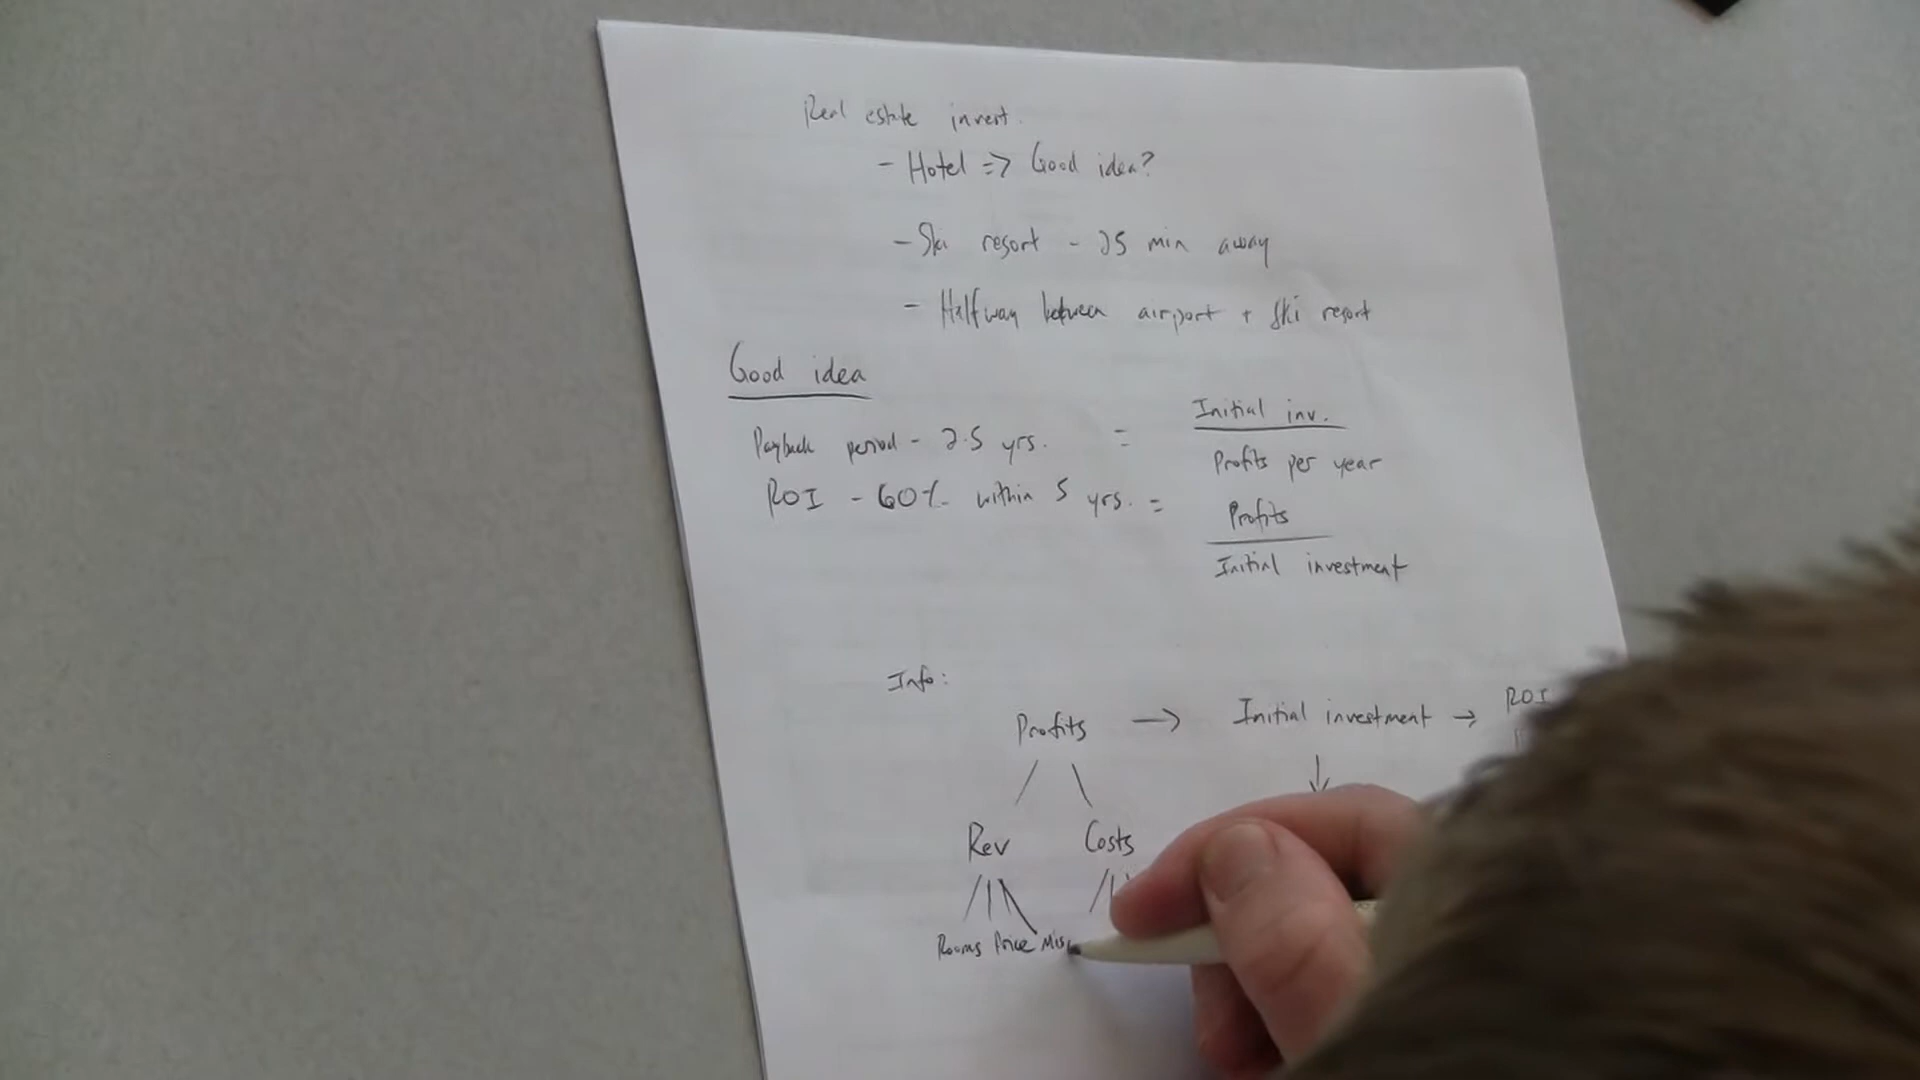 Real estate invest.
- Hotel => Good idea?
- Ski resort - 25 min away
- Halfway between airport + Ski resort
Good idea
Payback period - 2.5 yrs. = Initial inv.
Profits per year
ROI - 60% within 5 yrs. = Profits
Initial investment
Info:
Profits → Initial investment → ROI
Rev Costs
Rooms Price Misc